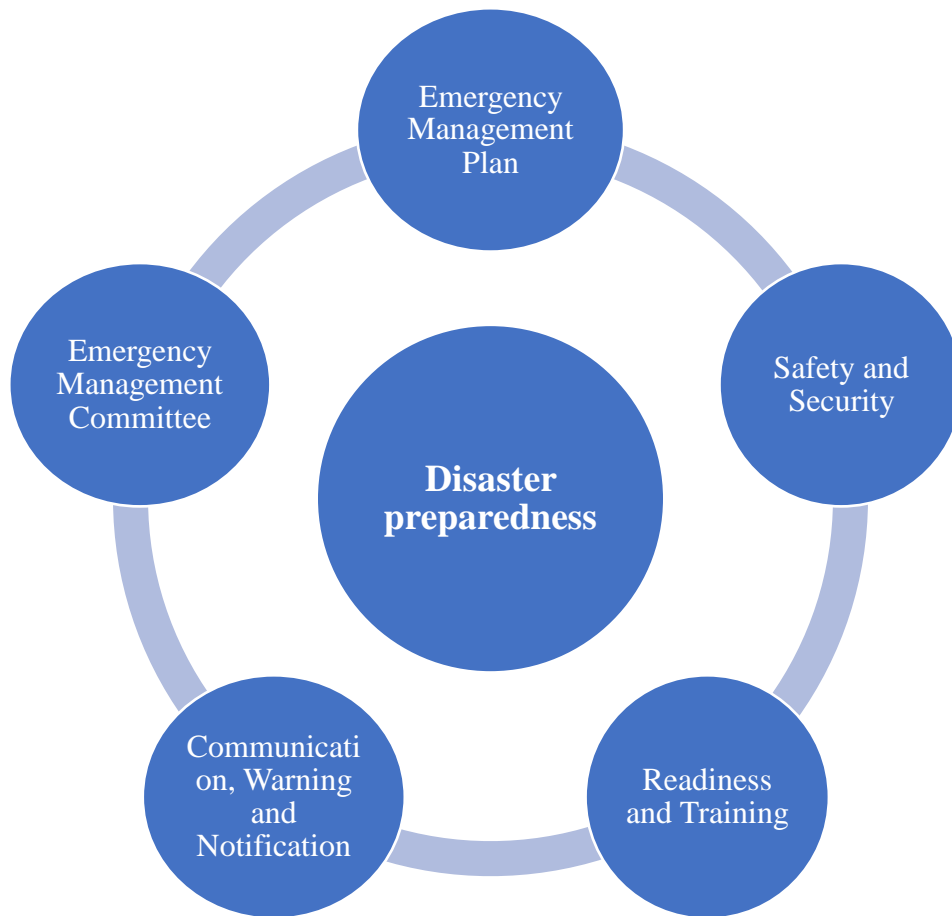 Emergency
Management
Plan
Safety and
Security
Readiness
and Training
Communicati
on, Warning
and
Notification
Emergency
Management
Committee
Disaster
preparedness